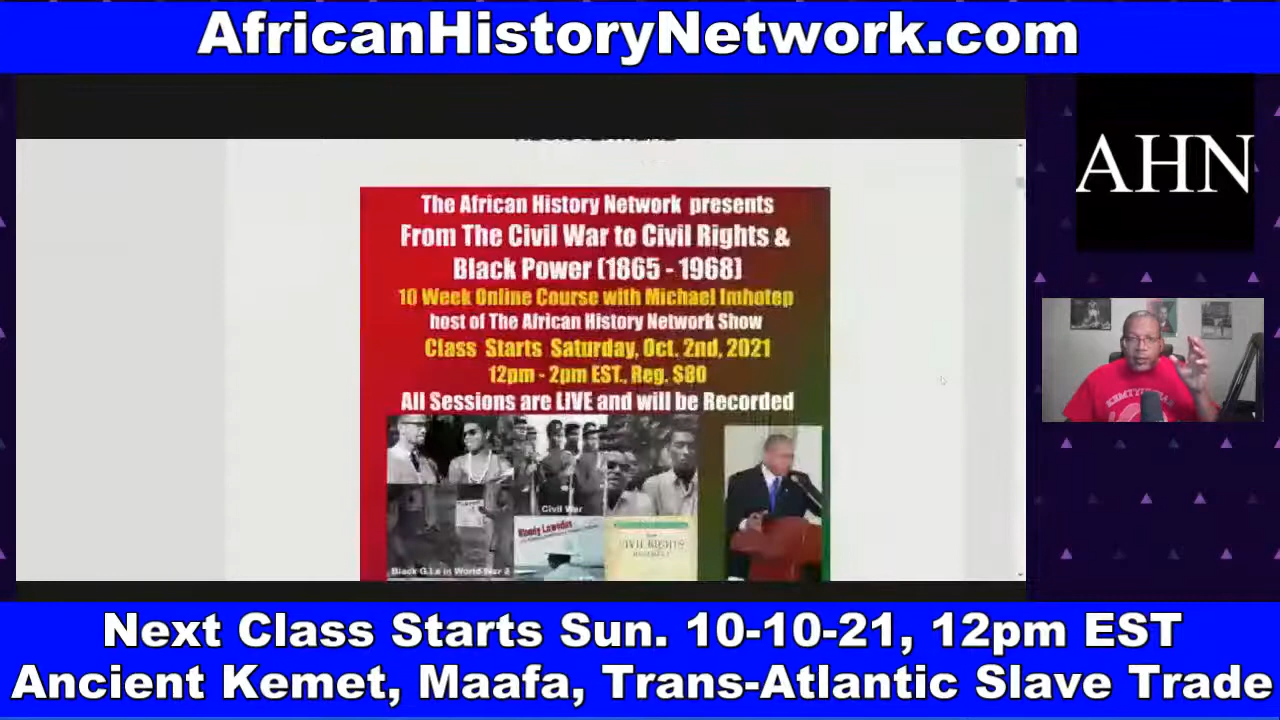 AfricanHistoryNetwork.com
AHN
The African History Network presents
From The Civil War to Civil Rights &
Black Power (1865 - 1968)
10 Week Online Course with Michael Imhotep
host of The African History Network Show
Class Starts Saturday, Oct. 2nd, 2021
12pm - 2pm EST., Reg. $80
All Sessions are LIVE and will be Recorded
Civil War
CIVIL RIGHTS
Black G.I.s in World War 2
Next Class Starts Sun. 10-10-21, 12pm EST
Ancient Kemet, Maafa, Trans-Atlantic Slave Trade